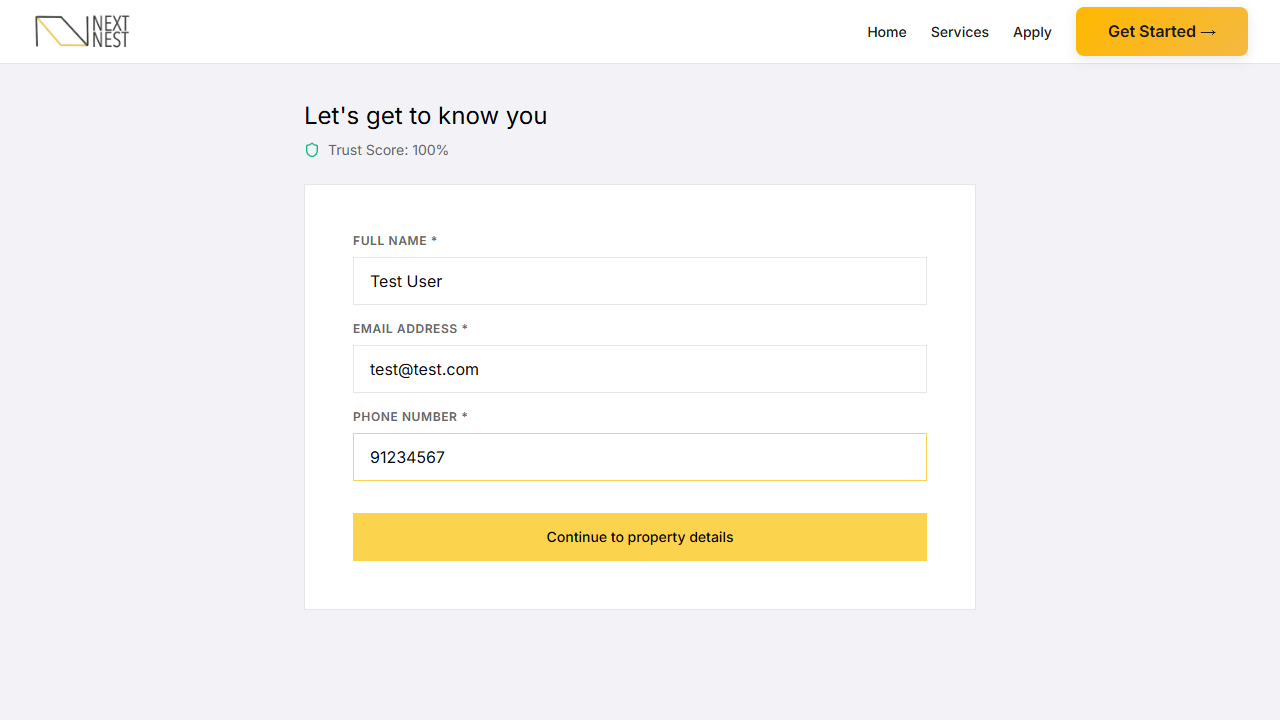 NEXT
NEST
Home Services Apply Get Started →
Let's get to know you
Trust Score: 100%
FULL NAME *
Test User
EMAIL ADDRESS *
test@test.com
PHONE NUMBER *
91234567
Continue to property details